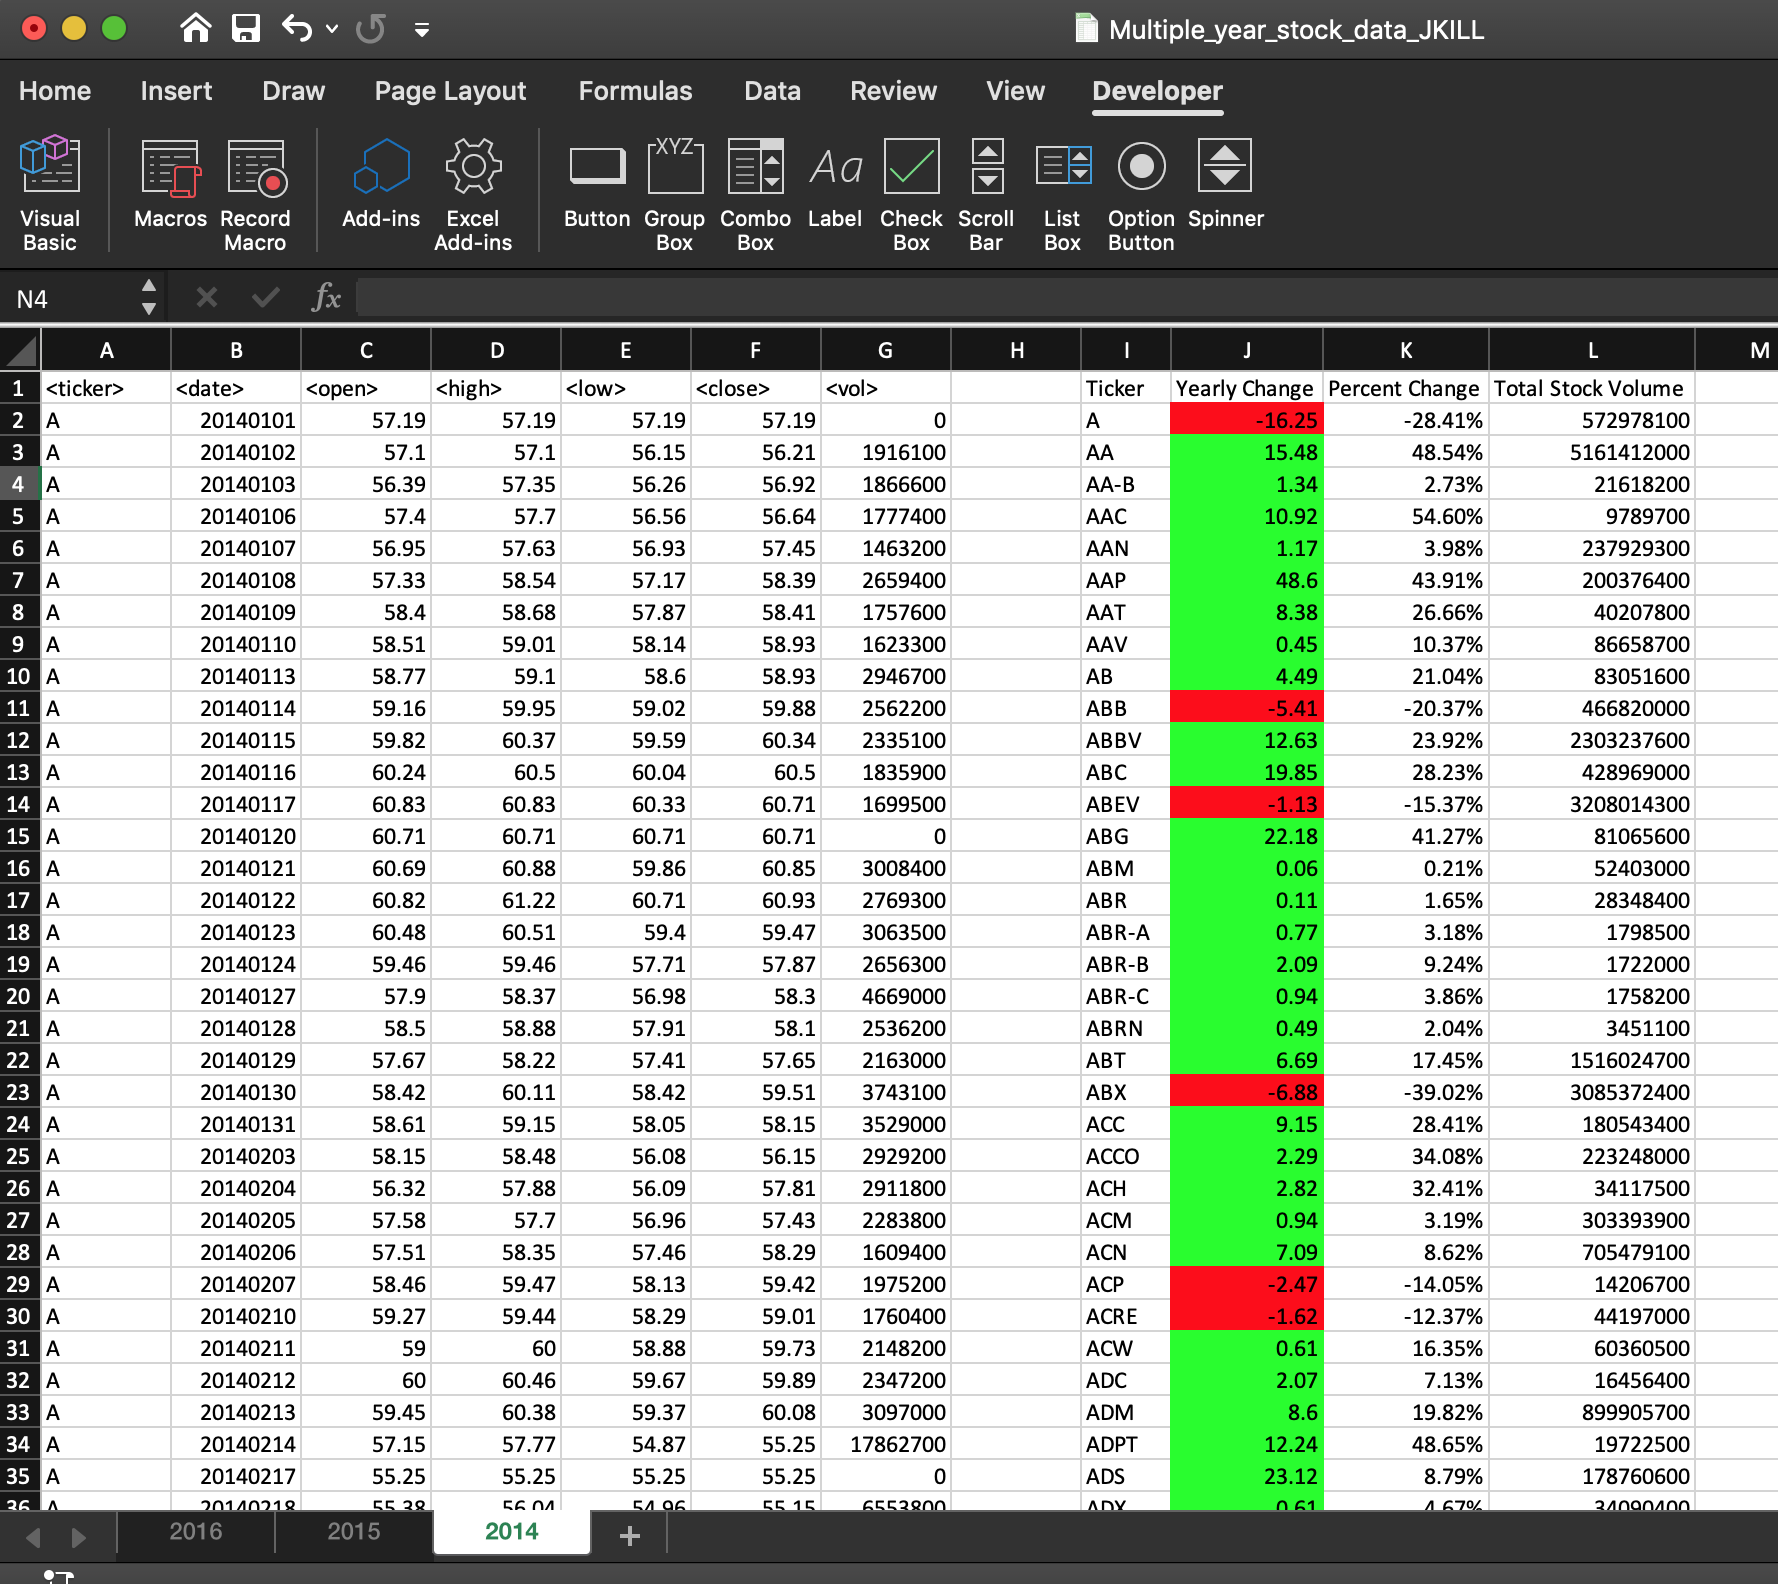 Multiple_year_stock_data_JKILL
Home Insert Draw Page Layout Formulas Data Review View Developer
XYZ Aa
Visual Basic Macros Record Macro Add-ins Excel Add-ins Button Group Box Combo Box Label Check Box Scroll Bar List Box Option Button Spinner
N4 fx
A B C D E F G H I J K L M
1 <ticker> <date> <open> <high> <low> <close> <vol> Ticker Yearly Change Percent Change Total Stock Volume
2 A 20140101 57.19 57.19 57.19 57.19 0 A -16.25 -28.41% 572978100
3 A 20140102 57.1 57.1 56.15 56.21 1916100 AA 15.48 48.54% 5161412000
4 A 20140103 56.39 57.35 56.26 56.92 1866600 AA-B 1.34 2.73% 21618200
5 A 20140106 57.4 57.7 56.56 56.64 1777400 AAC 10.92 54.60% 9789700
6 A 20140107 56.95 57.63 56.93 57.45 1463200 AAN 1.17 3.98% 237929300
7 A 20140108 57.33 58.54 57.17 58.39 2659400 AAP 48.6 43.91% 200376400
8 A 20140109 58.4 58.68 57.87 58.41 1757600 AAT 8.38 26.66% 40207800
9 A 20140110 58.51 59.01 58.14 58.93 1623300 AAV 0.45 10.37% 86658700
10 A 20140113 58.77 59.1 58.6 58.93 2946700 AB 4.49 21.04% 83051600
11 A 20140114 59.16 59.95 59.02 59.88 2562200 ABB -5.41 -20.37% 466820000
12 A 20140115 59.82 60.37 59.59 60.34 2335100 ABBV 12.63 23.92% 2303237600
13 A 20140116 60.24 60.5 60.04 60.5 1835900 ABC 19.85 28.23% 428969000
14 A 20140117 60.83 60.83 60.33 60.71 1699500 ABEV -1.13 -15.37% 3208014300
15 A 20140120 60.71 60.71 60.71 60.71 0 ABG 22.18 41.27% 81065600
16 A 20140121 60.69 60.88 59.86 60.85 3008400 ABM 0.06 0.21% 52403000
17 A 20140122 60.82 61.22 60.71 60.93 2769300 ABR 0.11 1.65% 28348400
18 A 20140123 60.48 60.51 59.4 59.47 3063500 ABR-A 0.77 3.18% 1798500
19 A 20140124 59.46 59.46 57.71 57.87 2656300 ABR-B 2.09 9.24% 1722000
20 A 20140127 57.9 58.37 56.98 58.3 4669000 ABR-C 0.94 3.86% 1758200
21 A 20140128 58.5 58.88 57.91 58.1 2536200 ABRN 0.49 2.04% 3451100
22 A 20140129 57.67 58.22 57.41 57.65 2163000 ABT 6.69 17.45% 1516024700
23 A 20140130 58.42 60.11 58.42 59.51 3743100 ABX -6.88 -39.02% 3085372400
24 A 20140131 58.61 59.15 58.05 58.15 3529000 ACC 9.15 28.41% 180543400
25 A 20140203 58.15 58.48 56.08 56.15 2929200 ACCO 2.29 34.08% 223248000
26 A 20140204 56.32 57.88 56.09 57.81 2911800 ACH 2.82 32.41% 34117500
27 A 20140205 57.58 57.7 56.96 57.43 2283800 ACM 0.94 3.19% 303393900
28 A 20140206 57.51 58.35 57.46 58.29 1609400 ACN 7.09 8.62% 705479100
29 A 20140207 58.46 59.47 58.13 59.42 1975200 ACP -2.47 -14.05% 14206700
30 A 20140210 59.27 59.44 58.29 59.01 1760400 ACRE -1.62 -12.37% 44197000
31 A 20140211 59 60 58.88 59.73 2148200 ACW 0.61 16.35% 60360500
32 A 20140212 60 60.46 59.67 59.89 2347200 ADC 2.07 7.13% 16456400
33 A 20140213 59.45 60.38 59.37 60.08 3097000 ADM 8.6 19.82% 899905700
34 A 20140214 57.15 57.77 54.87 55.25 17862700 ADPT 12.24 48.65% 19722500
35 A 20140217 55.25 55.25 55.25 55.25 0 ADS 23.12 8.79% 178760600
36 A 20140218 55.38 56.04 54.96 55.15 6553800 ADX 0.61 4.67% 34090400
2016 2015 2014 +